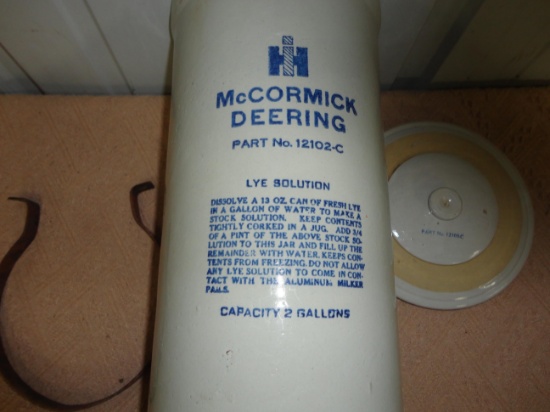 IH
McCORMICK
DEERING
PART No. 12102-C
LYE SOLUTION
DISSOLVE A 13 OZ. CAN OF FRESH LYE
IN A GALLON OF WATER TO MAKE A
STOCK SOLUTION. KEEP CONTENTS
TIGHTLY CORKED IN A JUG. ADD 3/4
OF A PINT OF THE ABOVE STOCK SO-
LUTION TO THIS JAR AND FILL UP THE
REMAINDER WITH WATER. KEEPS CON-
TENTS FROM FREEZING. DO NOT ALLOW
ANY LYE SOLUTION TO COME IN CON-
TACT WITH THE ALUMINUM MILKER
PAILS.
CAPACITY 2 GALLONS
PART No.